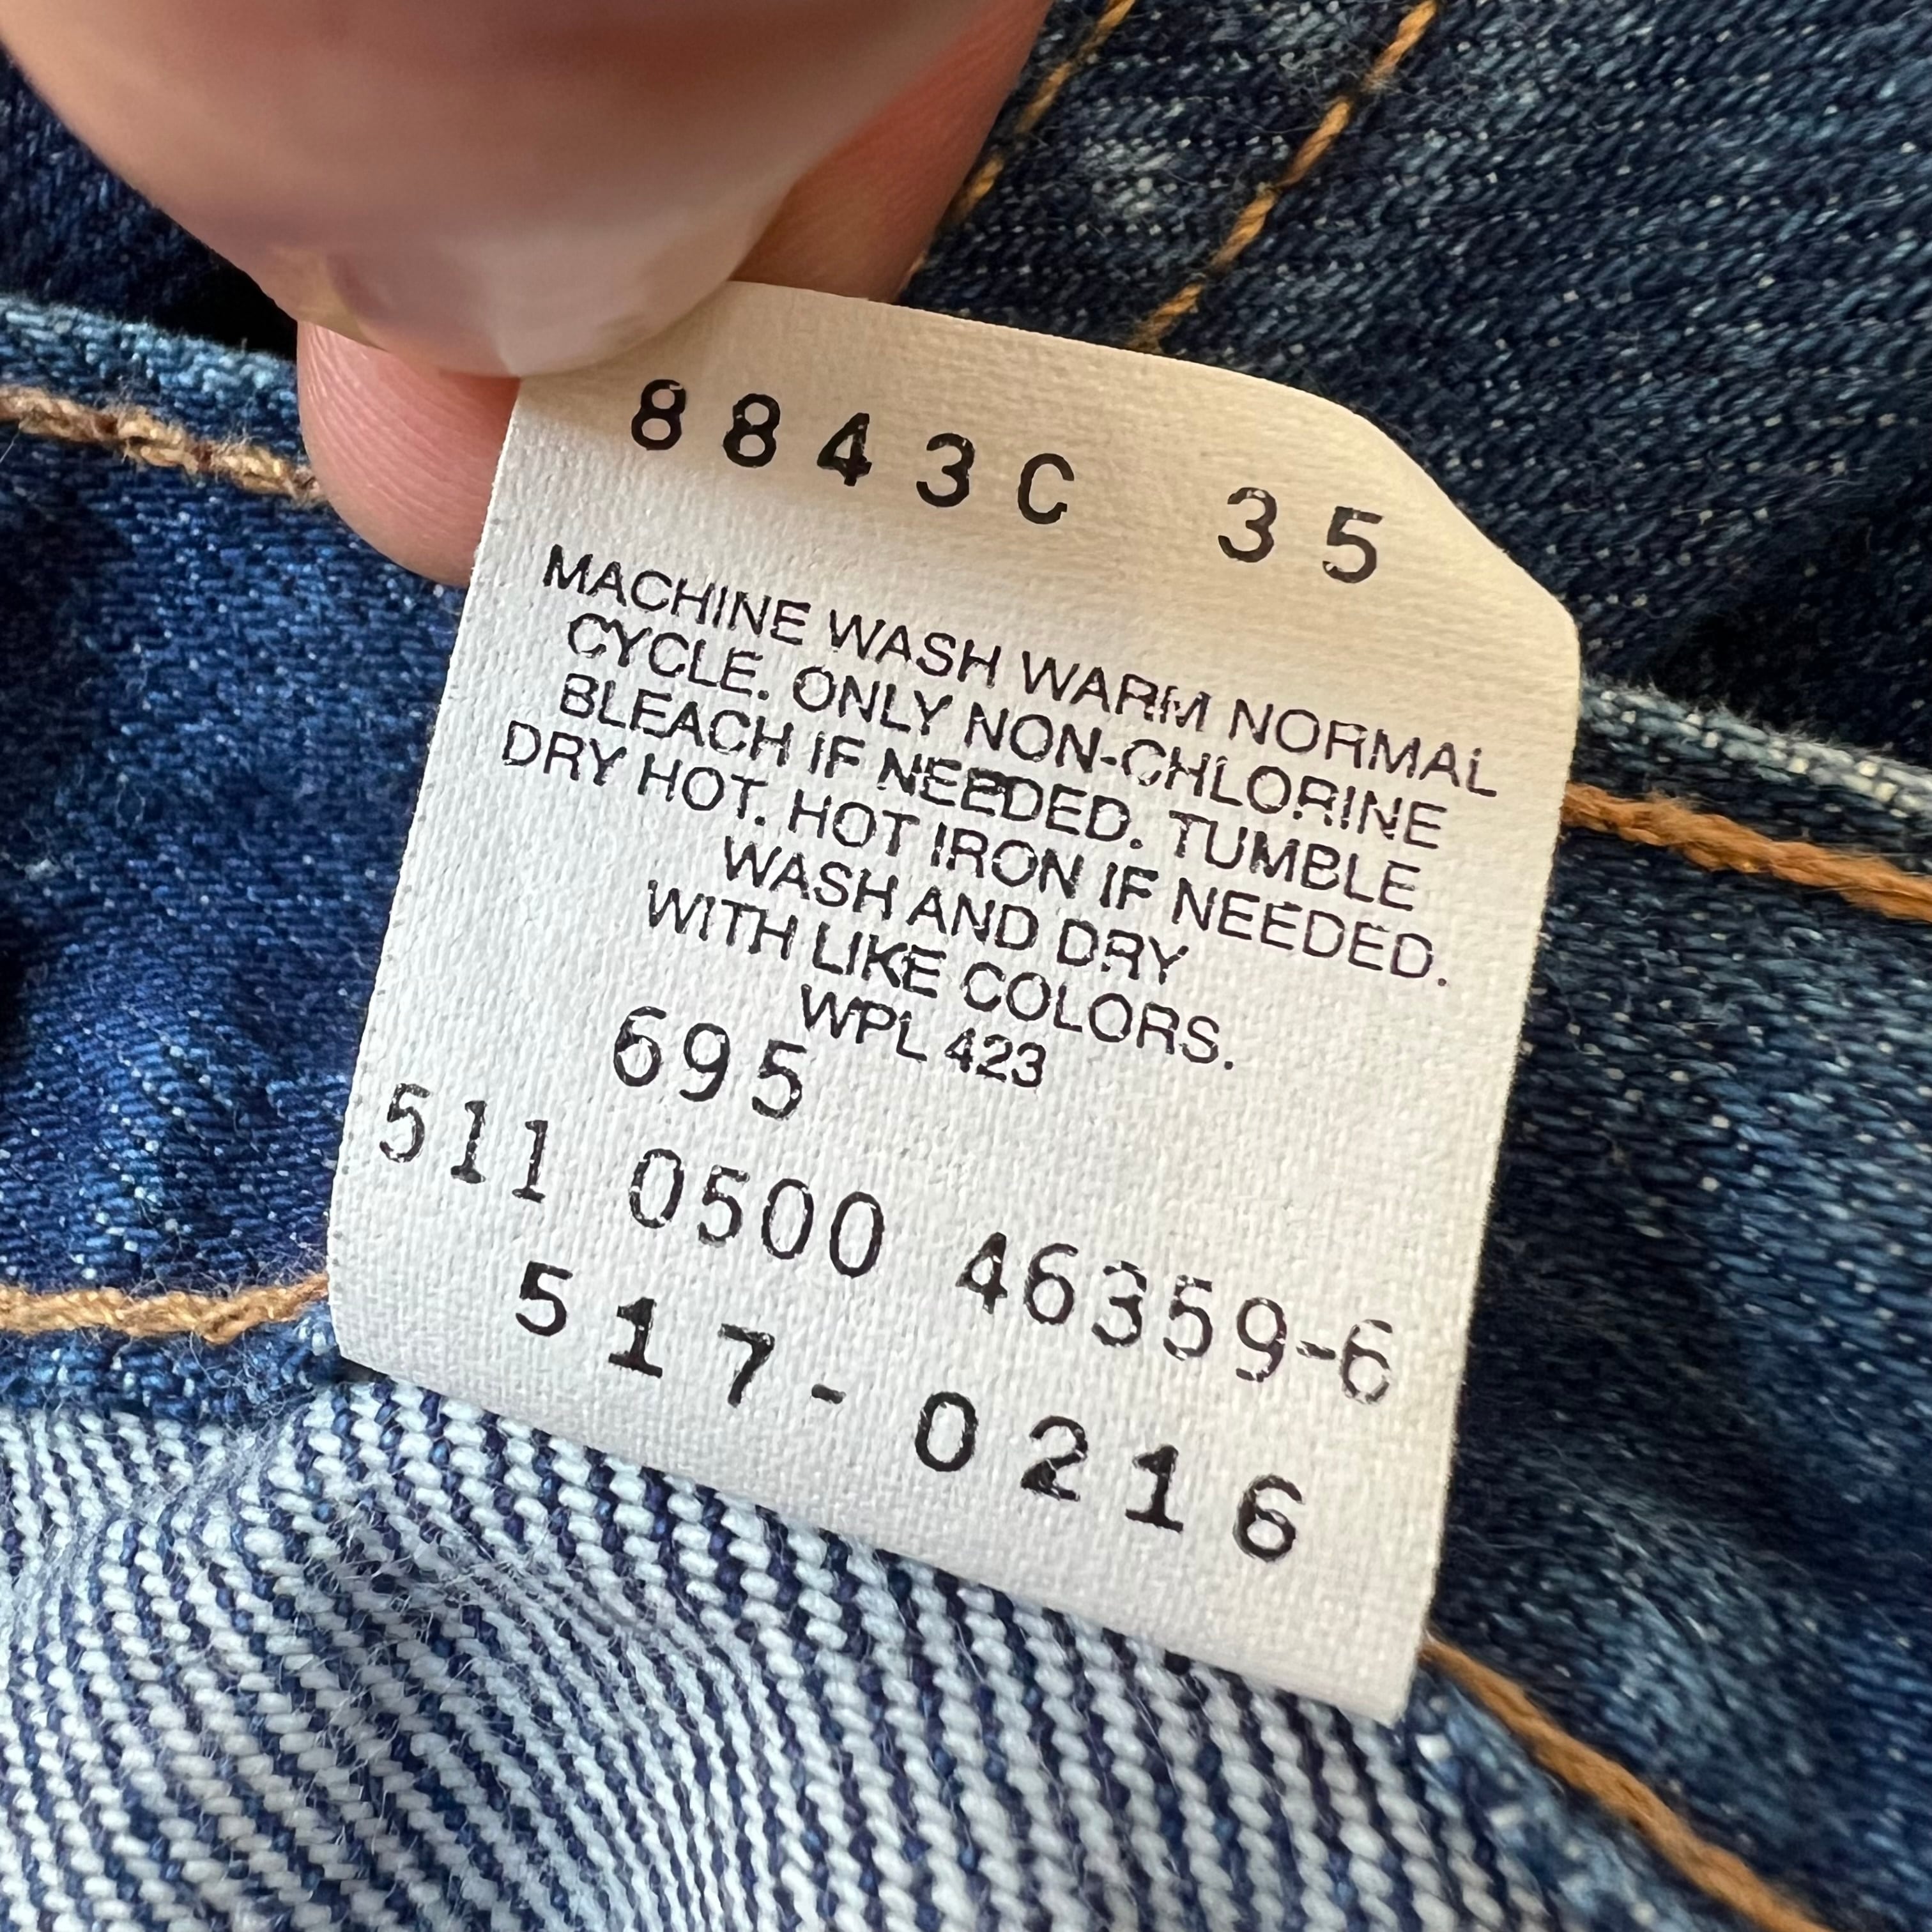 8843C 35
MACHINE WASH WARM NORMAL
CYCLE. ONLY NON-CHLORINE
BLEACH IF NEEDED. TUMBLE
DRY HOT. HOT IRON IF NEEDED.
WASH AND DRY
WITH LIKE COLORS.
WPL 423
695
511 0500 46359-6
517-0216